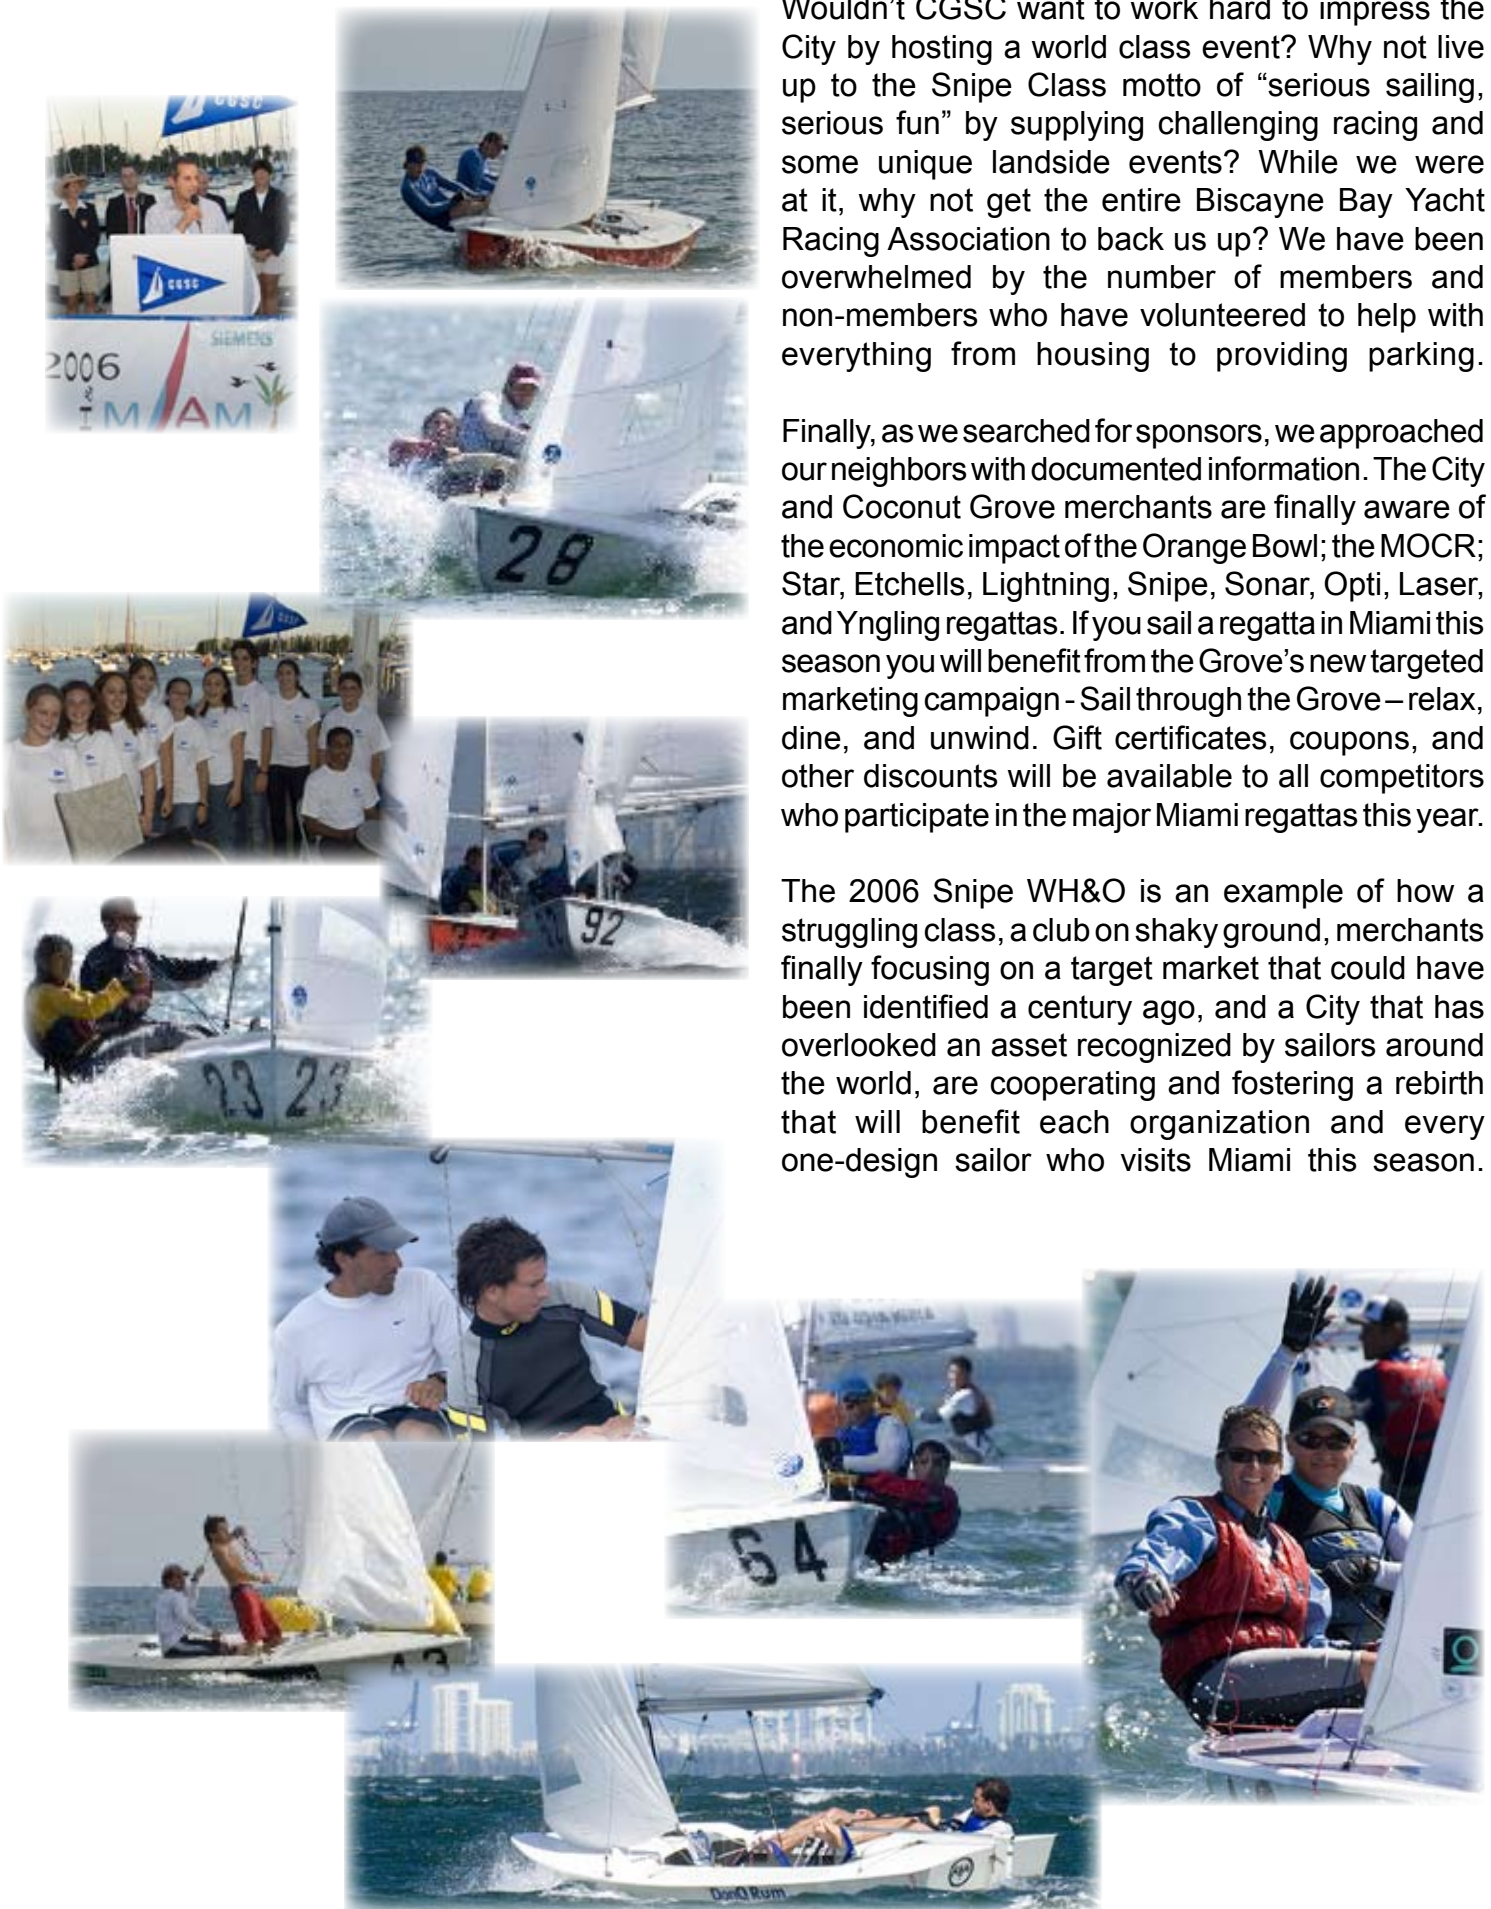 Wouldn't CGSC want to work hard to impress the
City by hosting a world class event? Why not live
up to the Snipe Class motto of “serious sailing,
serious fun” by supplying challenging racing and
some unique landside events? While we were
at it, why not get the entire Biscayne Bay Yacht
Racing Association to back us up? We have been
overwhelmed by the number of members and
non-members who have volunteered to help with
everything from housing to providing parking.
Finally, as we searched for sponsors, we approached
our neighbors with documented information. The City
and Coconut Grove merchants are finally aware of
the economic impact of the Orange Bowl; the MOCR;
Star, Etchells, Lightning, Snipe, Sonar, Opti, Laser,
and Yngling regattas. If you sail a regatta in Miami this
season you will benefit from the Grove’s new targeted
marketing campaign - Sail through the Grove – relax,
dine, and unwind. Gift certificates, coupons, and
other discounts will be available to all competitors
who participate in the major Miami regattas this year.
The 2006 Snipe WH&O is an example of how a
struggling class, a club on shaky ground, merchants
finally focusing on a target market that could have
been identified a century ago, and a City that has
overlooked an asset recognized by sailors around
the world, are cooperating and fostering a rebirth
that will benefit each organization and every
one-design sailor who visits Miami this season.
CGSC
CGSC
SIEMENS
2006
MIAM
28
92
23 23
64
43
DonQ Rum